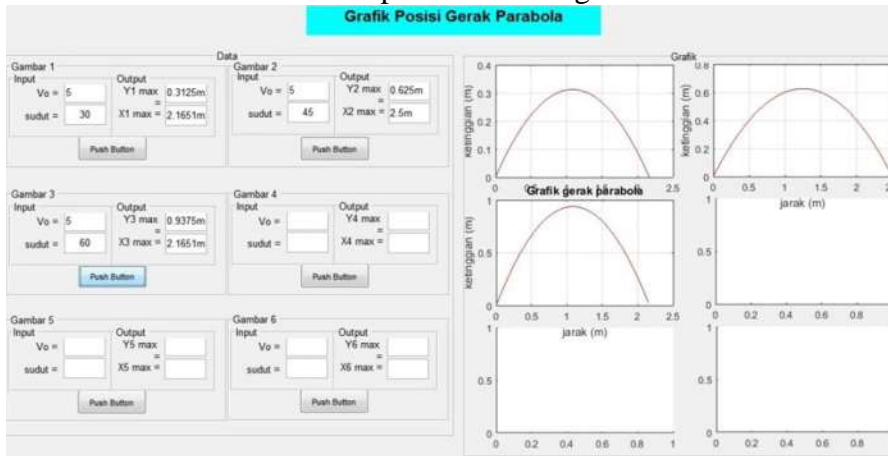 Grafik Posisi Gerak Parabola
Data
Gambar 1
Input
Output
Vo = 5
Y1 max = 0.3125m
sudut = 30
X1 max = 2.1651m
Push Button
Gambar 2
Input
Output
Vo = 5
Y2 max = 0.625m
sudut = 45
X2 max = 2.5m
Push Button
Gambar 3
Input
Output
Vo = 5
Y3 max = 0.9375m
sudut = 60
X3 max = 2.1651m
Push Button
Gambar 4
Input
Output
Vo =
Y4 max =
sudut =
X4 max =
Push Button
Gambar 5
Input
Output
Vo =
Y5 max =
sudut =
X5 max =
Push Button
Gambar 6
Input
Output
Vo =
Y6 max =
sudut =
X6 max =
Push Button
Grafik
ketinggian (m)
0.4
0.3
0.2
0.1
0
0 0.5 1 1.5 2 2.5
ketinggian (m)
0.8
0.6
0.4
0.2
0
0 0.5 1 1.5 2
jarak (m)
Grafik gerak parabola
ketinggian (m)
1
0.5
0
0 0.5 1 1.5 2 2.5
jarak (m)
1
0.5
0
0 0.2 0.4 0.6 0.8
1
0.5
0
0 0.2 0.4 0.6 0.8 1
1
0.5
0
0 0.2 0.4 0.6 0.8